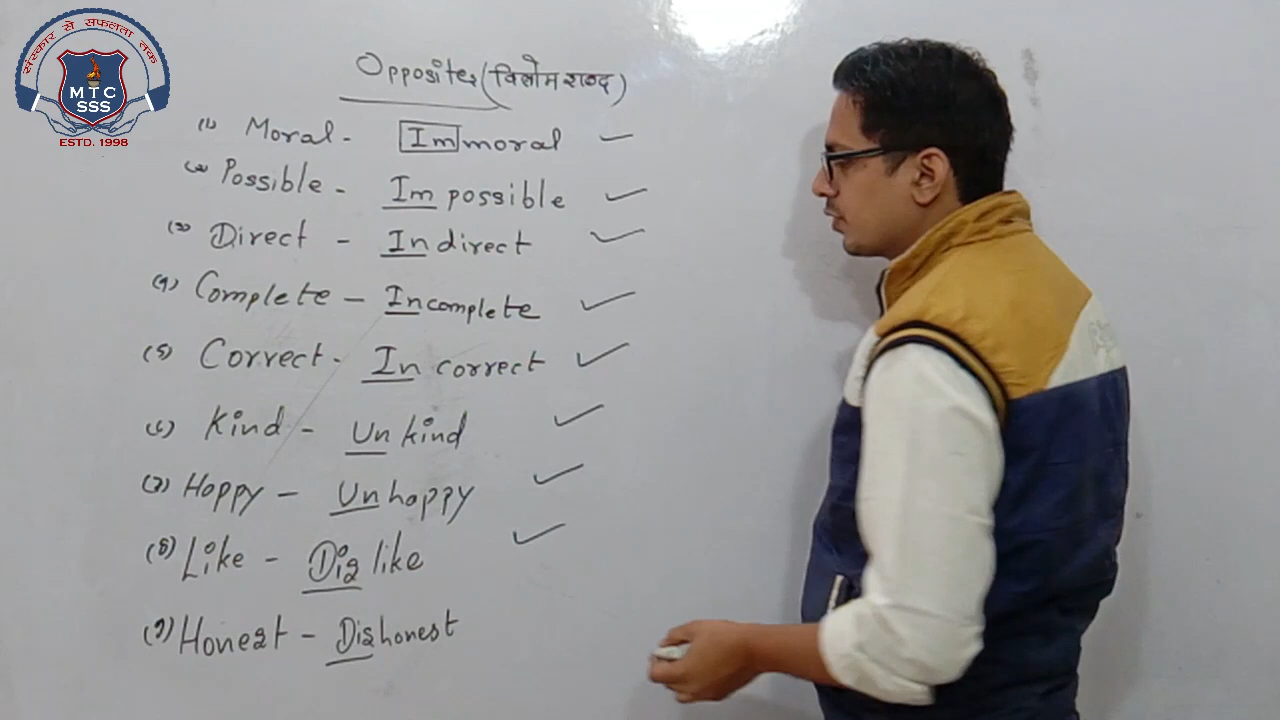 संस्कार से सफलता तक
MTC
SSS
ESTD. 1998
Opposites (विलोम शब्द)
(1) Moral - Immoral
(2) Possible - Impossible
(3) Direct - Indirect
(4) Complete - Incomplete
(5) Correct - Incorrect
(6) Kind - Unkind
(7) Happy - Unhappy
(8) Like - Dislike
(9) Honest - Dishonest